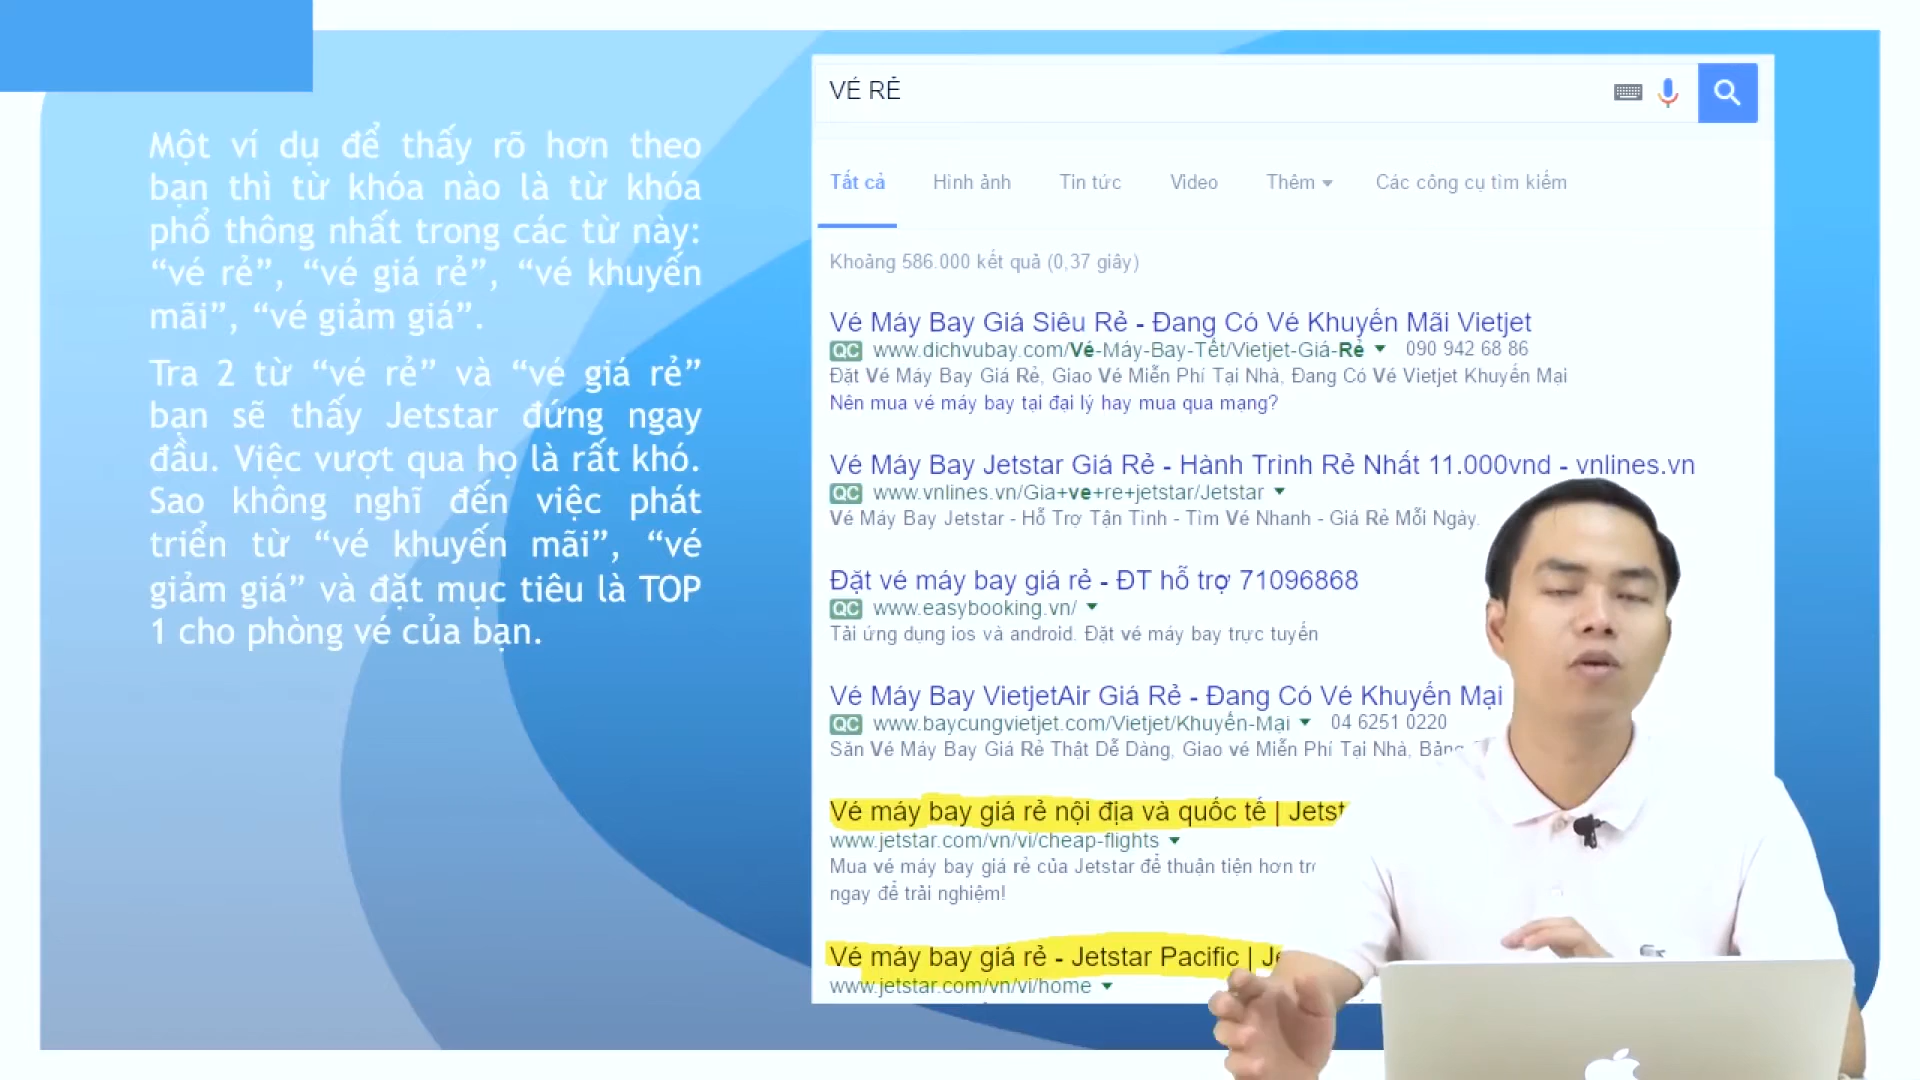 Một ví dụ để thấy rõ hơn theo
bạn thì từ khóa nào là từ khóa
phổ thông nhất trong các từ này:
“vé rẻ”, “vé giá rẻ”, “vé khuyến
mãi”, “vé giảm giá”.
Tra 2 từ “vé rẻ” và “vé giá rẻ”
bạn sẽ thấy Jetstar đứng ngay
đầu. Việc vượt qua họ là rất khó.
Sao không nghĩ đến việc phát
triển từ “vé khuyến mãi”, “vé
giảm giá” và đặt mục tiêu là TOP
1 cho phòng vé của bạn.
VÉ RẺ
Tất cả Hình ảnh Tin tức Video Thêm Các công cụ tìm kiếm
Khoảng 586.000 kết quả (0,37 giây)
Vé Máy Bay Giá Siêu Rẻ - Đang Có Vé Khuyến Mãi Vietjet
QC www.dichvubay.com/Vé-Máy-Bay-Tết/Vietjet-Giá-Rẻ 090 942 68 86
Đặt Vé Máy Bay Giá Rẻ, Giao Vé Miễn Phí Tại Nhà, Đang Có Vé Vietjet Khuyến Mại
Nên mua vé máy bay tại đại lý hay mua qua mạng?
Vé Máy Bay Jetstar Giá Rẻ - Hành Trình Rẻ Nhất 11.000vnd - vnlines.vn
QC www.vnlines.vn/Gia+ve+re+jetstar/Jetstar
Vé Máy Bay Jetstar - Hỗ Trợ Tận Tình - Tìm Vé Nhanh - Giá Rẻ Mỗi Ngày.
Đặt vé máy bay giá rẻ - ĐT hỗ trợ 71096868
QC www.easybooking.vn/
Tải ứng dụng ios và android. Đặt vé máy bay trực tuyến
Vé Máy Bay VietjetAir Giá Rẻ - Đang Có Vé Khuyến Mại
QC www.baycungvietjet.com/Vietjet/Khuyến-Mại 04 6251 0220
Săn Vé Máy Bay Giá Rẻ Thật Dễ Dàng, Giao vé Miễn Phí Tại Nhà, Bảng
Vé máy bay giá rẻ nội địa và quốc tế | Jetst
www.jetstar.com/vn/vi/cheap-flights
Mua vé máy bay giá rẻ của Jetstar để thuận tiện hơn
ngay để trải nghiệm!
Vé máy bay giá rẻ - Jetstar Pacific |
www.jetstar.com/vn/vi/home